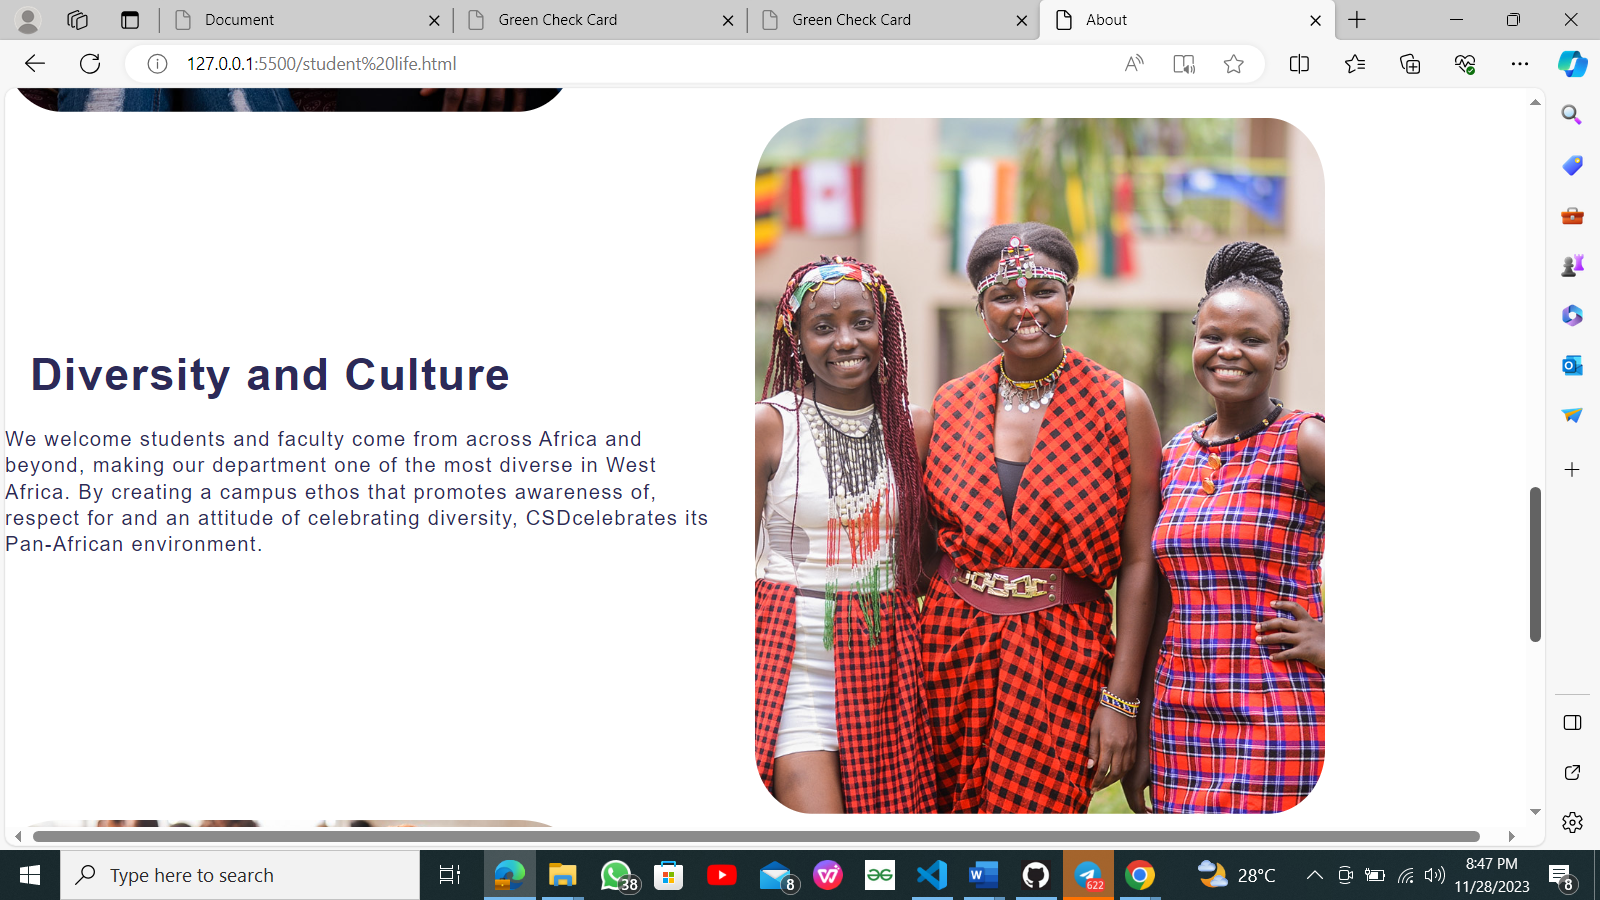 Document
Green Check Card
Green Check Card
About
127.0.0.1:5500/student%20life.html
Diversity and Culture
We welcome students and faculty come from across Africa and
beyond, making our department one of the most diverse in West
Africa. By creating a campus ethos that promotes awareness of,
respect for and an attitude of celebrating diversity, CSDcelebrates its
Pan-African environment.
Type here to search
38
8
622
28°C
8:47 PM
11/28/2023
8